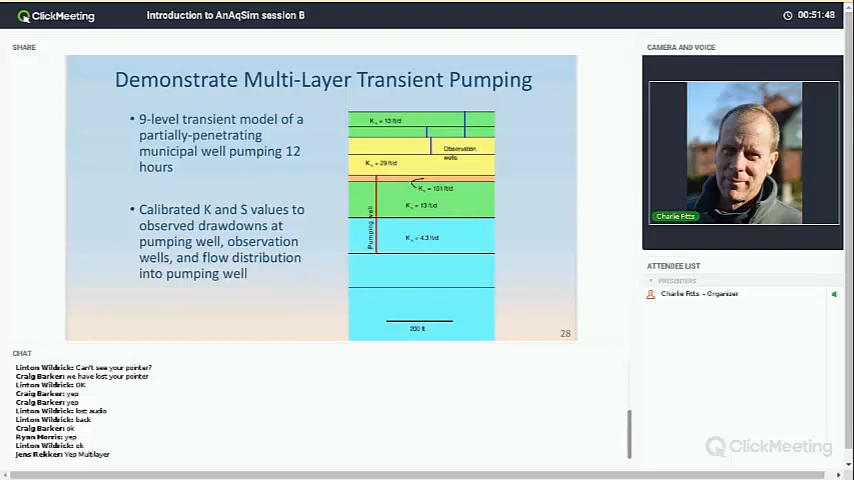 ClickMeeting
Introduction to AnAqSim session B
00:51:48
SHARE
Demonstrate Multi-Layer Transient Pumping
• 9-level transient model of a
partially-penetrating
municipal well pumping 12
hours
• Calibrated K and S values to
observed drawdowns at
pumping well, observation
wells, and flow distribution
into pumping well
= 13 ft/d
Observation
wells
= 29 ft/d
= 101 ft/d
= 13 ft/d
Pumping well
= 4.3 ft/d
200 ft
28
CAMERA AND VOICE
Charlie Fitts
ATTENDEE LIST
PRESENTERS
Charlie Fitts - Organizer
CHAT
Linton Wildrick: Can't see your pointer?
Craig Barker: we have lost your pointer
Linton Wildrick: OK
Craig Barker: yep
Craig Barker: yep
Linton Wildrick: lost audio
Linton Wildrick: back
Craig Barker: ok
Ryan Morris: yep
Linton Wildrick: ok
Jens Rekker: Yep Multilayer
ClickMeeting